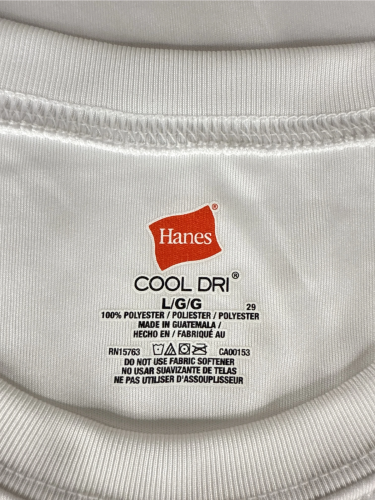 Hanes®
COOL DRI®
L/G/G 29
100% POLYESTER / POLIESTER / POLYESTER
MADE IN GUATEMALA /
HECHO EN / FABRIQUÉ AU
RN15763 CA00153
DO NOT USE FABRIC SOFTENER
NO USAR SUAVIZANTE DE TELAS
NE PAS UTILISER D'ASSOUPLISSEUR